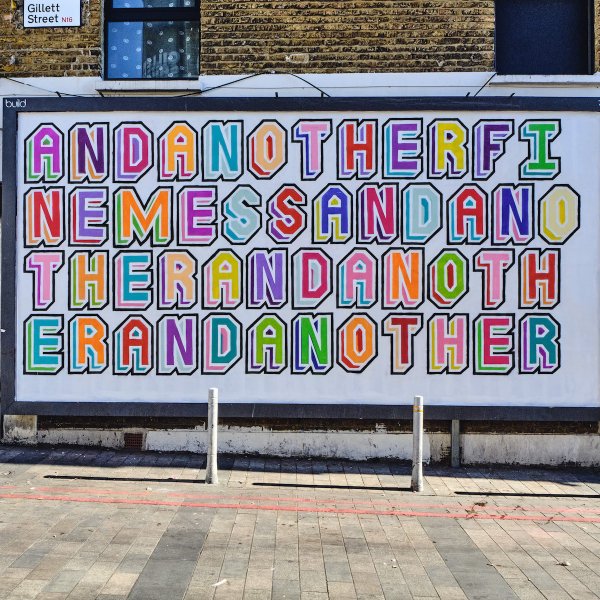 Gillett
Street N16
build
ANDANOTHERFI
NEMESSANDANO
THERANDANOTH
ERANDANOTHER